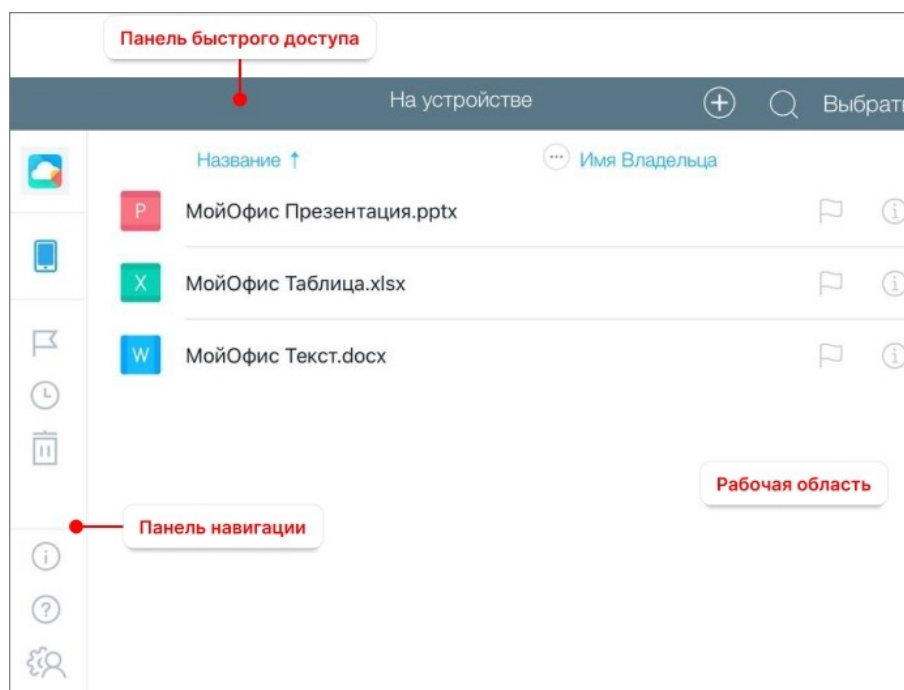 Панель быстрого доступа
На устройстве
Выбрать
Название ↑
Имя Владельца
P МойОфис Презентация.pptx
X МойОфис Таблица.xlsx
W МойОфис Текст.docx
Рабочая область
Панель навигации